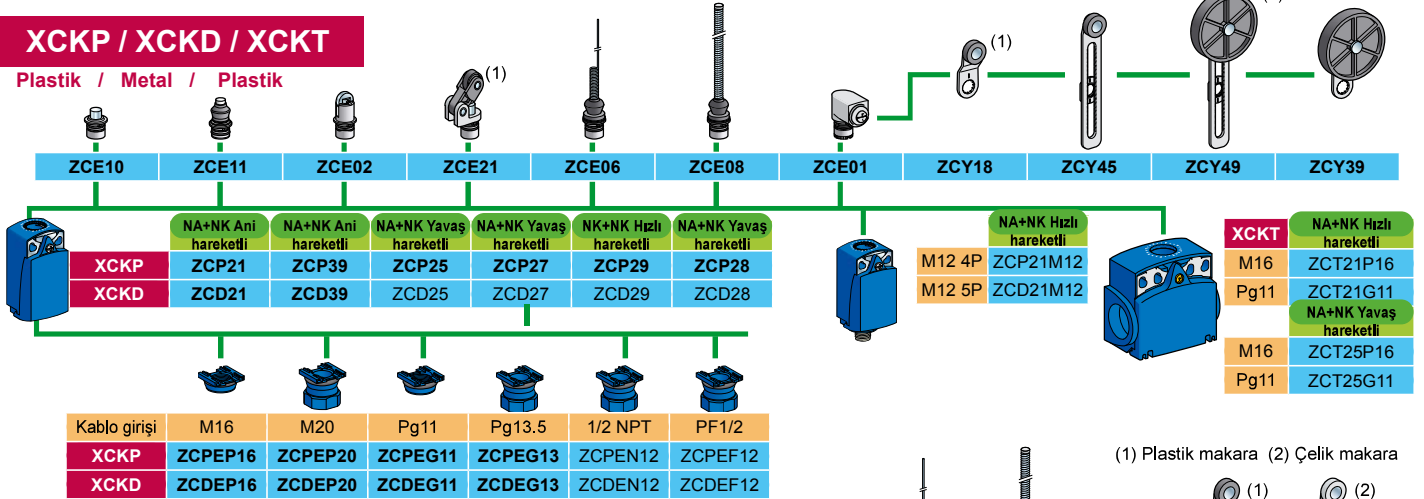 XCKP / XCKD / XCKT
Plastik / Metal / Plastik
(1)
(1)
ZCE10 ZCE11 ZCE02 ZCE21 ZCE06 ZCE08 ZCE01 ZCY18 ZCY45 ZCY49 ZCY39
NA+NK Ani hareketli NA+NK Ani hareketli NA+NK Yavaş hareketli NA+NK Yavaş hareketli NK+NK Hızlı hareketli NA+NK Yavaş hareketli
XCKP ZCP21 ZCP39 ZCP25 ZCP27 ZCP29 ZCP28
XCKD ZCD21 ZCD39 ZCD25 ZCD27 ZCD29 ZCD28
NA+NK Hızlı hareketli
M12 4P ZCP21M12
M12 5P ZCD21M12
XCKT NA+NK Hızlı hareketli
M16 ZCT21P16
Pg11 ZCT21G11
NA+NK Yavaş hareketli
M16 ZCT25P16
Pg11 ZCT25G11
Kablo girişi M16 M20 Pg11 Pg13.5 1/2 NPT PF1/2
XCKP ZCPEP16 ZCPEP20 ZCPEG11 ZCPEG13 ZCPEN12 ZCPEF12
XCKD ZCDEP16 ZCDEP20 ZCDEG11 ZCDEG13 ZCDEN12 ZCDEF12
(1) Plastik makara (2) Çelik makara
(1) (2)